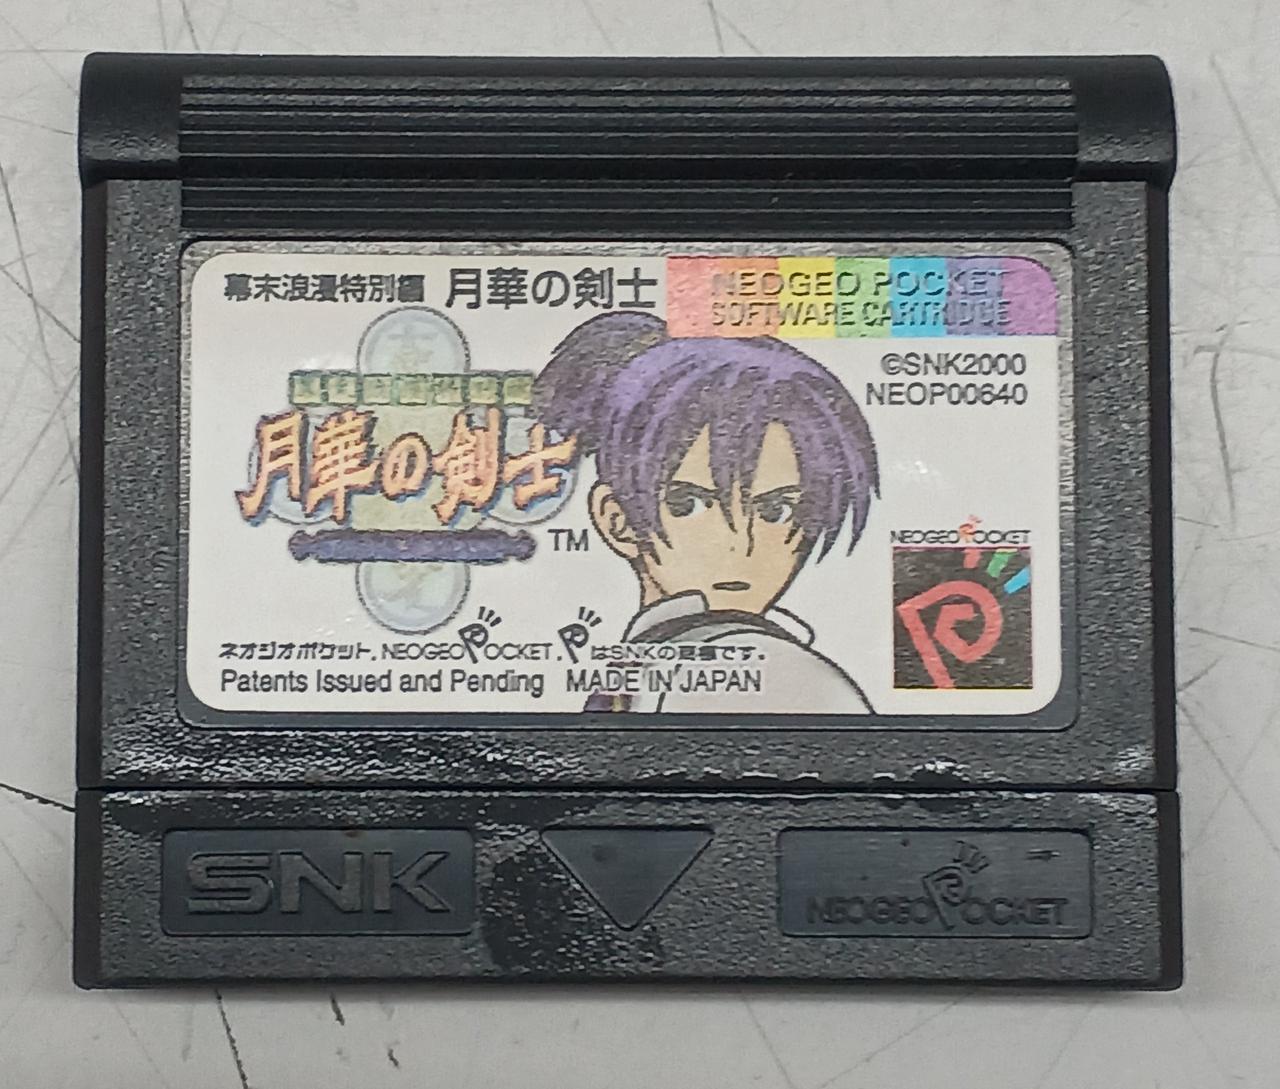 幕末浪漫特別編 月華の剣士
NEOGEO POCKET
SOFTWARE CARTRIDGE
©SNK2000
NEOP00640
月華の剣士
TM
NEOGEO POCKET
ネオジオポケット, NEOGEO POCKET, P はSNKの商標です。
Patents Issued and Pending MADE IN JAPAN
SNK
NEOGEO POCKET